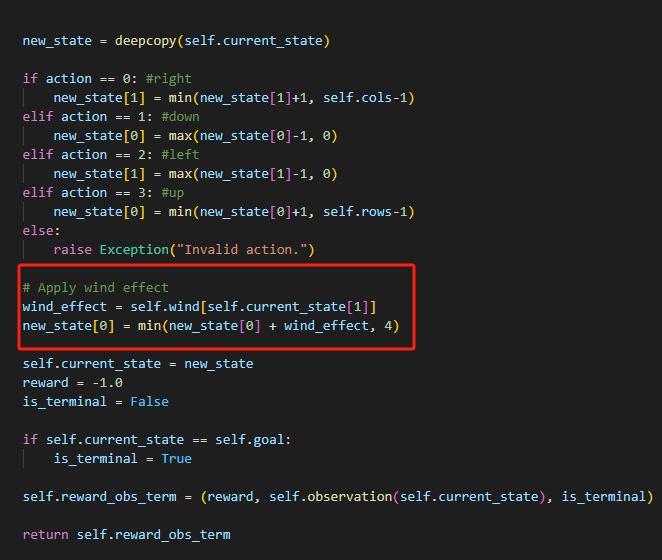 new_state = deepcopy(self.current_state)
if action == 0: #right
new_state[1] = min(new_state[1]+1, self.cols-1)
elif action == 1: #down
new_state[0] = max(new_state[0]-1, 0)
elif action == 2: #left
new_state[1] = max(new_state[1]-1, 0)
elif action == 3: #up
new_state[0] = min(new_state[0]+1, self.rows-1)
else:
raise Exception("Invalid action.")
# Apply wind effect
wind_effect = self.wind[self.current_state[1]]
new_state[0] = min(new_state[0] + wind_effect, 4)
self.current_state = new_state
reward = -1.0
is_terminal = False
if self.current_state == self.goal:
is_terminal = True
self.reward_obs_term = (reward, self.observation(self.current_state), is_terminal)
return self.reward_obs_term